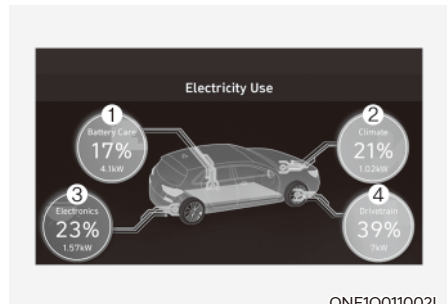 Electricity Use
1
Battery Care
17%
4.1kW
2
Climate
21%
1.02kW
3
Electronics
23%
1.57kW
4
Drivetrain
39%
7kW